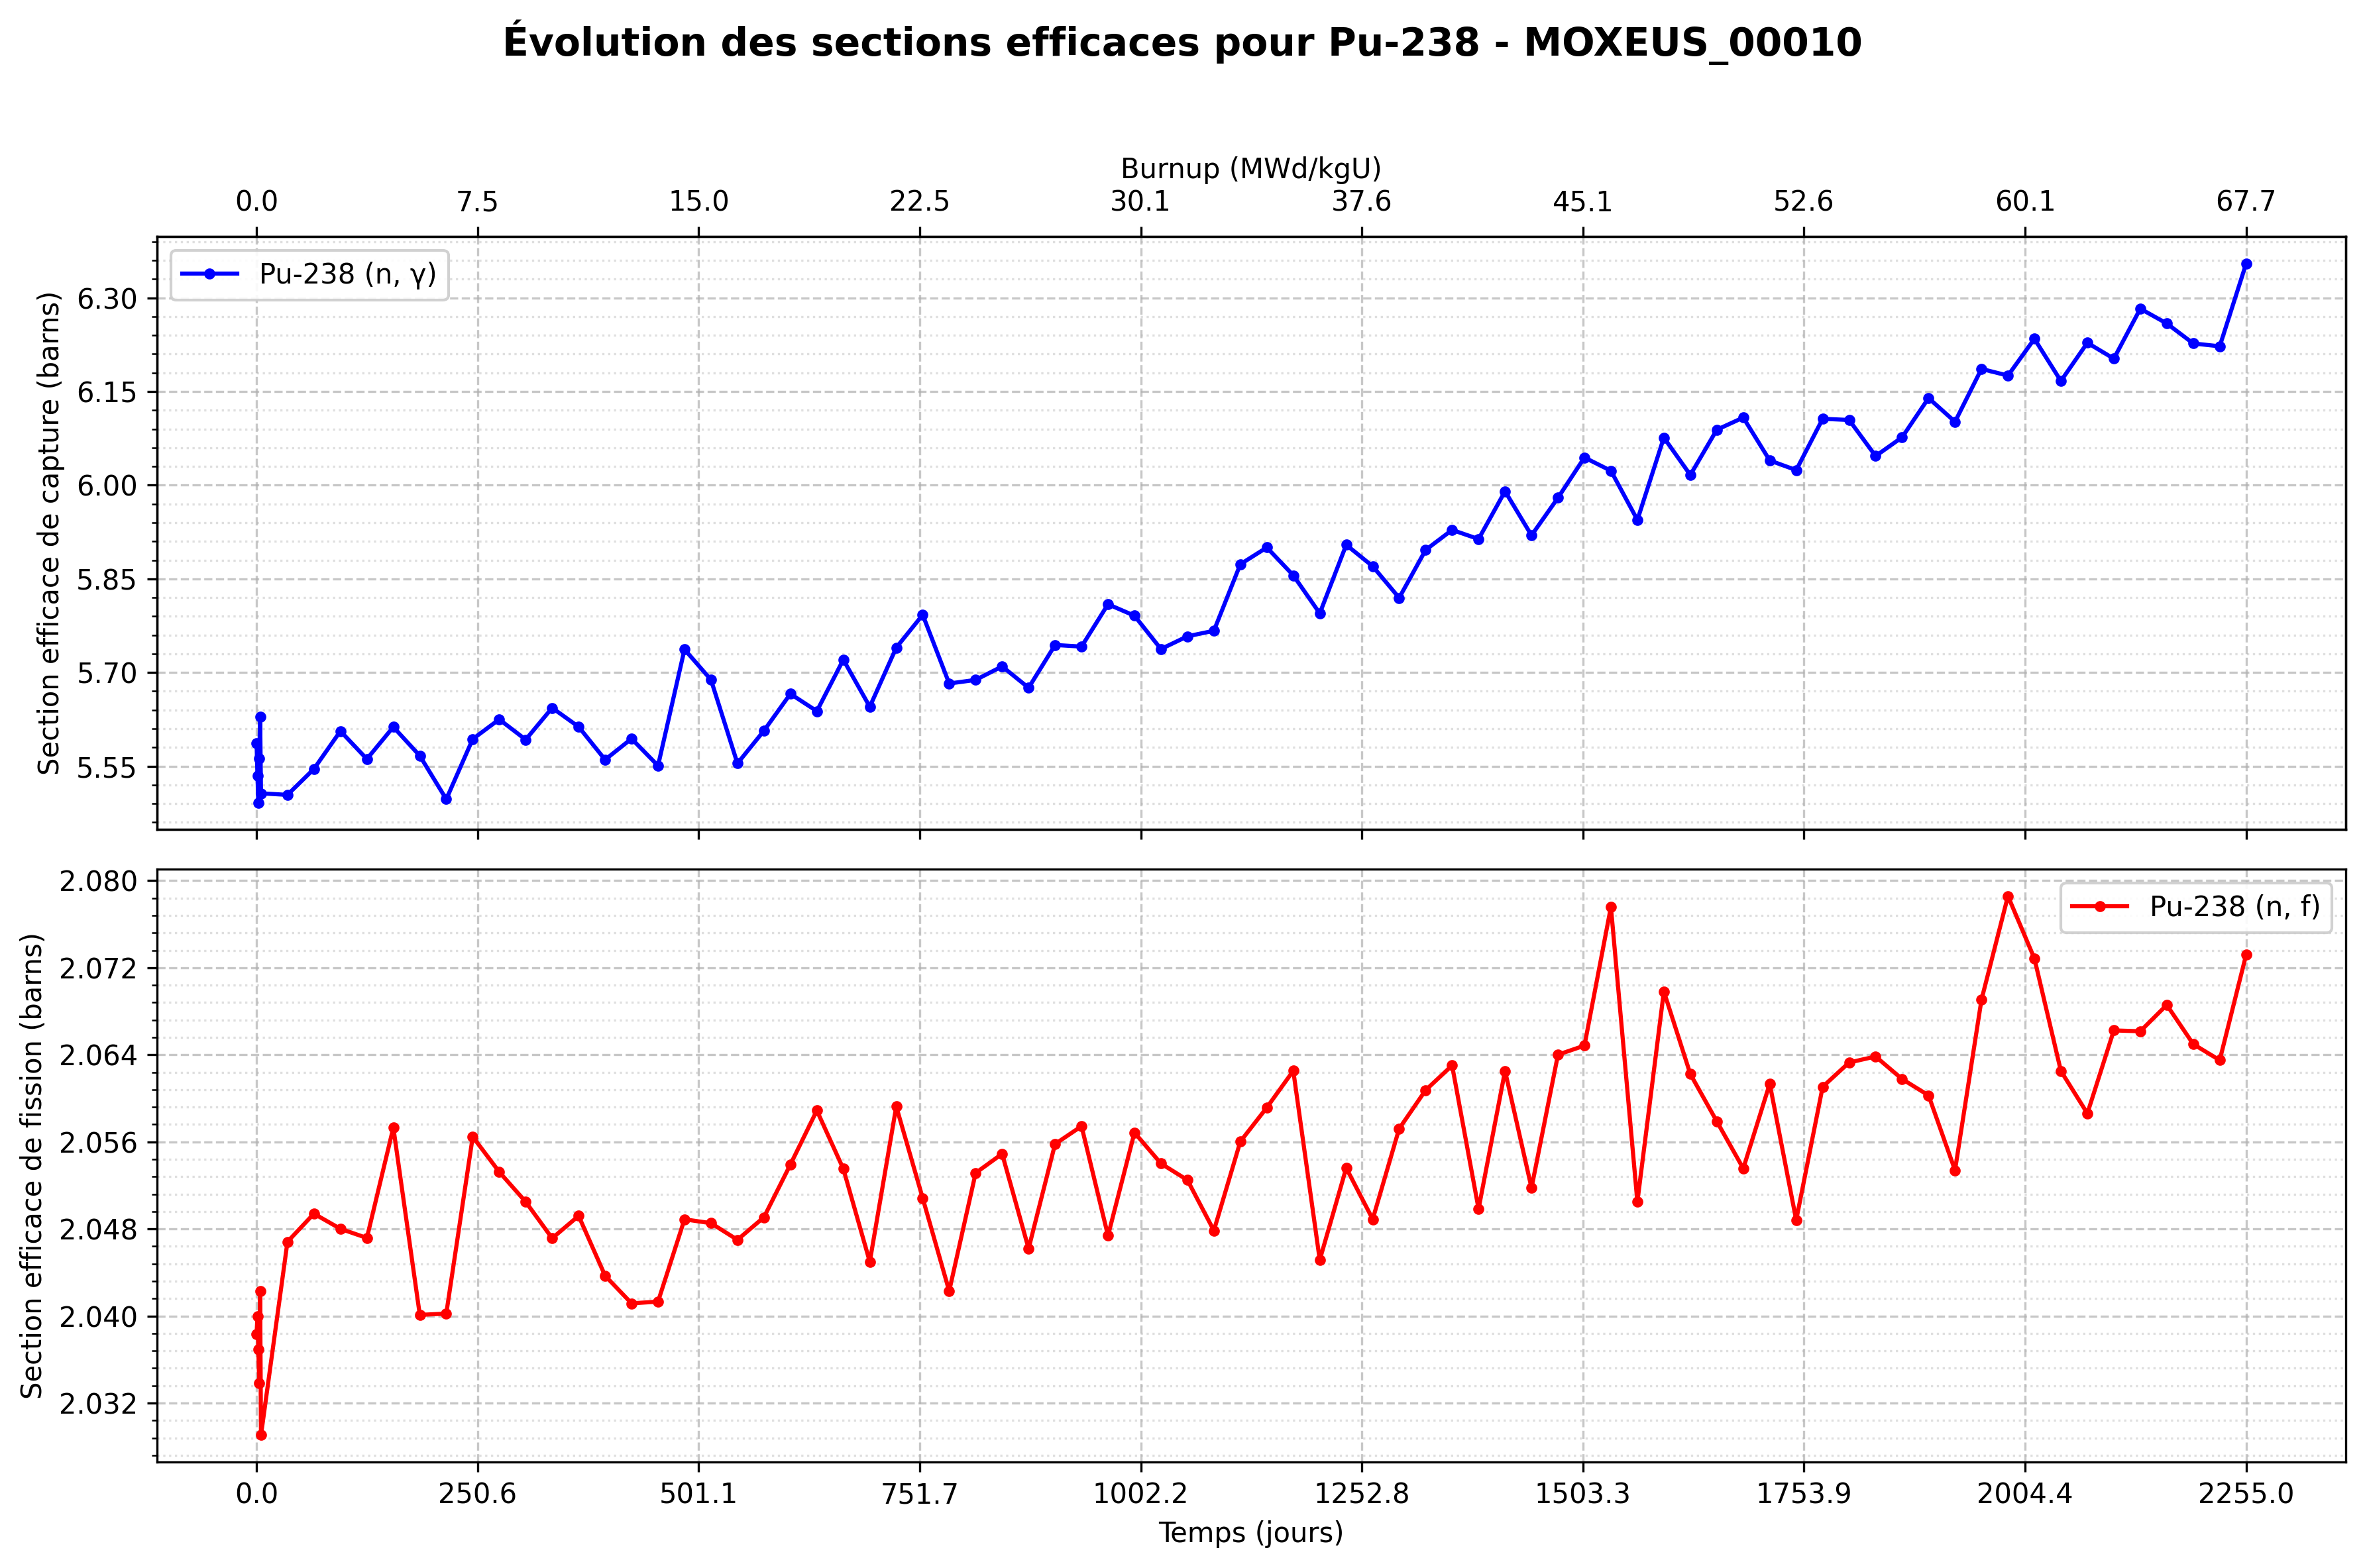 Évolution des sections efficaces pour Pu-238 - MOXEUS_00010
Burnup (MWd/kgU)
0.0 7.5 15.0 22.5 30.1 37.6 45.1 52.6 60.1 67.7
Pu-238 (n, γ)
Section efficace de capture (barns)
6.30
6.15
6.00
5.85
5.70
5.55
Pu-238 (n, f)
Section efficace de fission (barns)
2.080
2.072
2.064
2.056
2.048
2.040
2.032
0.0 250.6 501.1 751.7 1002.2 1252.8 1503.3 1753.9 2004.4 2255.0
Temps (jours)